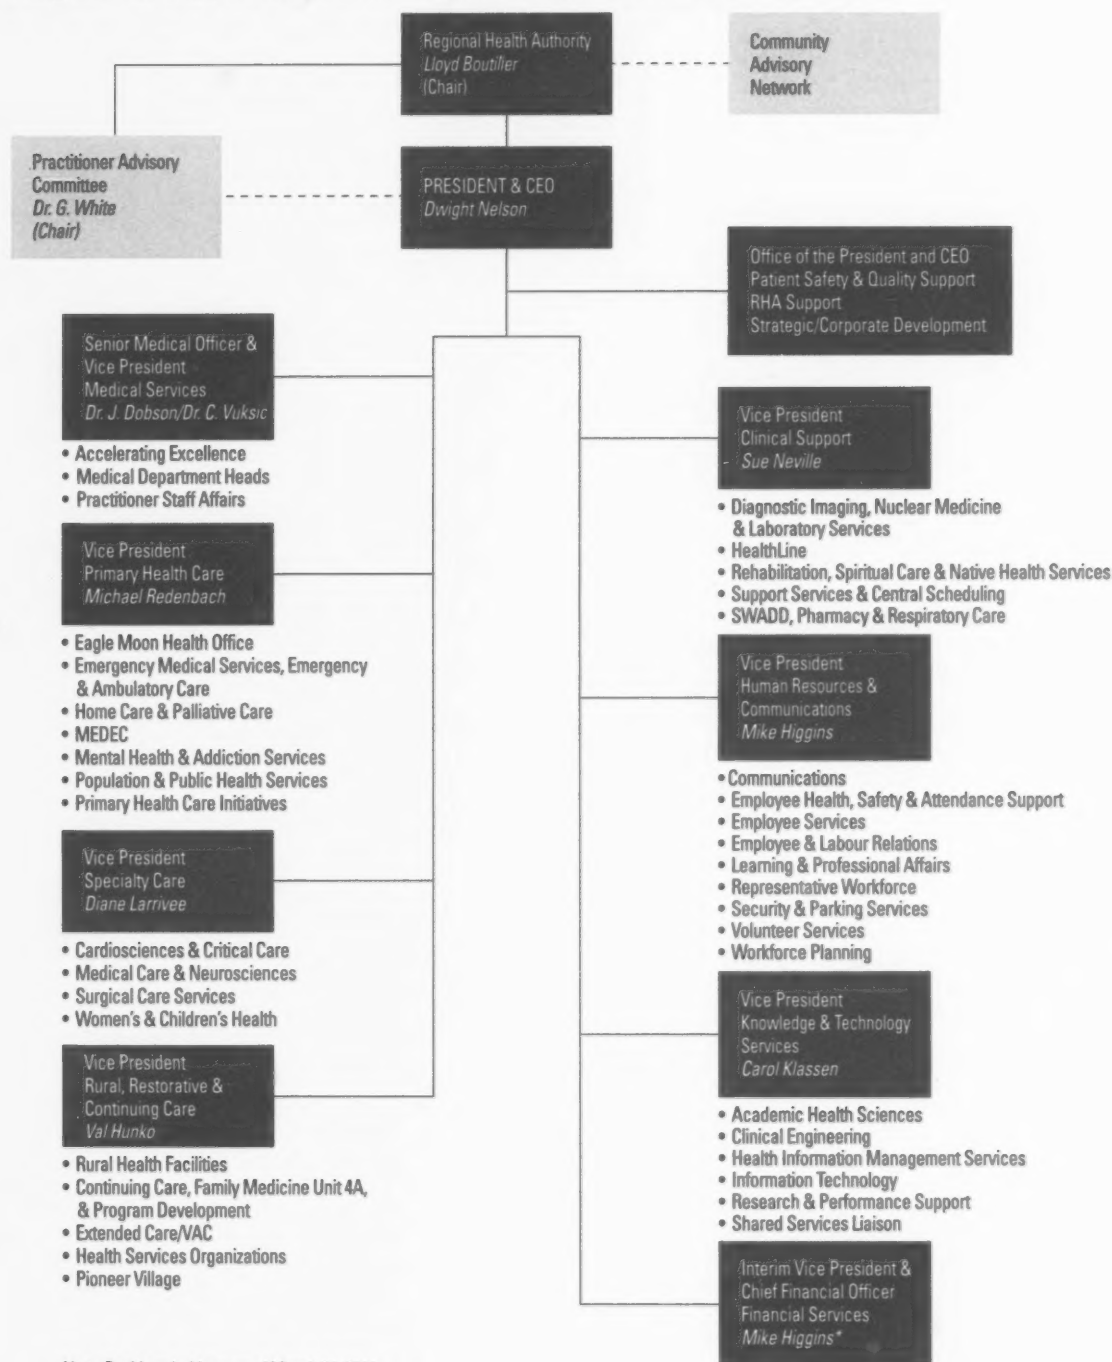 Regional Health Authority
Lloyd Boutilier
(Chair)
Community
Advisory
Network
Practitioner Advisory
Committee
Dr. G. White
(Chair)
PRESIDENT & CEO
Dwight Nelson
Office of the President and CEO
Patient Safety & Quality Support
RHA Support
Strategic/Corporate Development
Senior Medical Officer &
Vice President
Medical Services
Dr. J. Dobson/Dr. C. Vuksic
• Accelerating Excellence
• Medical Department Heads
• Practitioner Staff Affairs
Vice President
Primary Health Care
Michael Redenbach
• Eagle Moon Health Office
• Emergency Medical Services, Emergency
& Ambulatory Care
• Home Care & Palliative Care
• MEDEC
• Mental Health & Addiction Services
• Population & Public Health Services
• Primary Health Care Initiatives
Vice President
Specialty Care
Diane Larrivee
• Cardiosciences & Critical Care
• Medical Care & Neurosciences
• Surgical Care Services
• Women's & Children's Health
Vice President
Rural, Restorative &
Continuing Care
Val Hunko
• Rural Health Facilities
• Continuing Care, Family Medicine Unit 4A,
& Program Development
• Extended Care/VAC
• Health Services Organizations
• Pioneer Village
Vice President
Clinical Support
Sue Neville
• Diagnostic Imaging, Nuclear Medicine
& Laboratory Services
• HealthLine
• Rehabilitation, Spiritual Care & Native Health Services
• Support Services & Central Scheduling
• SWADD, Pharmacy & Respiratory Care
Vice President
Human Resources &
Communications
Mike Higgins
• Communications
• Employee Health, Safety & Attendance Support
• Employee Services
• Employee & Labour Relations
• Learning & Professional Affairs
• Representative Workforce
• Security & Parking Services
• Volunteer Services
• Workforce Planning
Vice President
Knowledge & Technology
Services
Carol Klassen
• Academic Health Sciences
• Clinical Engineering
• Health Information Management Services
• Information Technology
• Research & Performance Support
• Shared Services Liaison
Interim Vice President &
Chief Financial Officer
Financial Services
Mike Higgins*